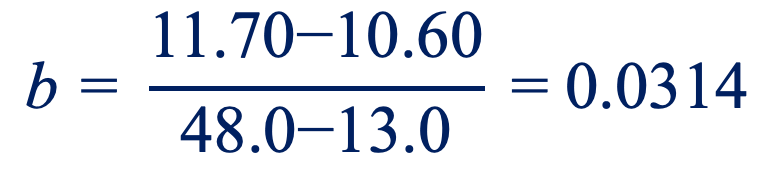 b = 11.70−10.60 / 48.0−13.0 = 0.0314